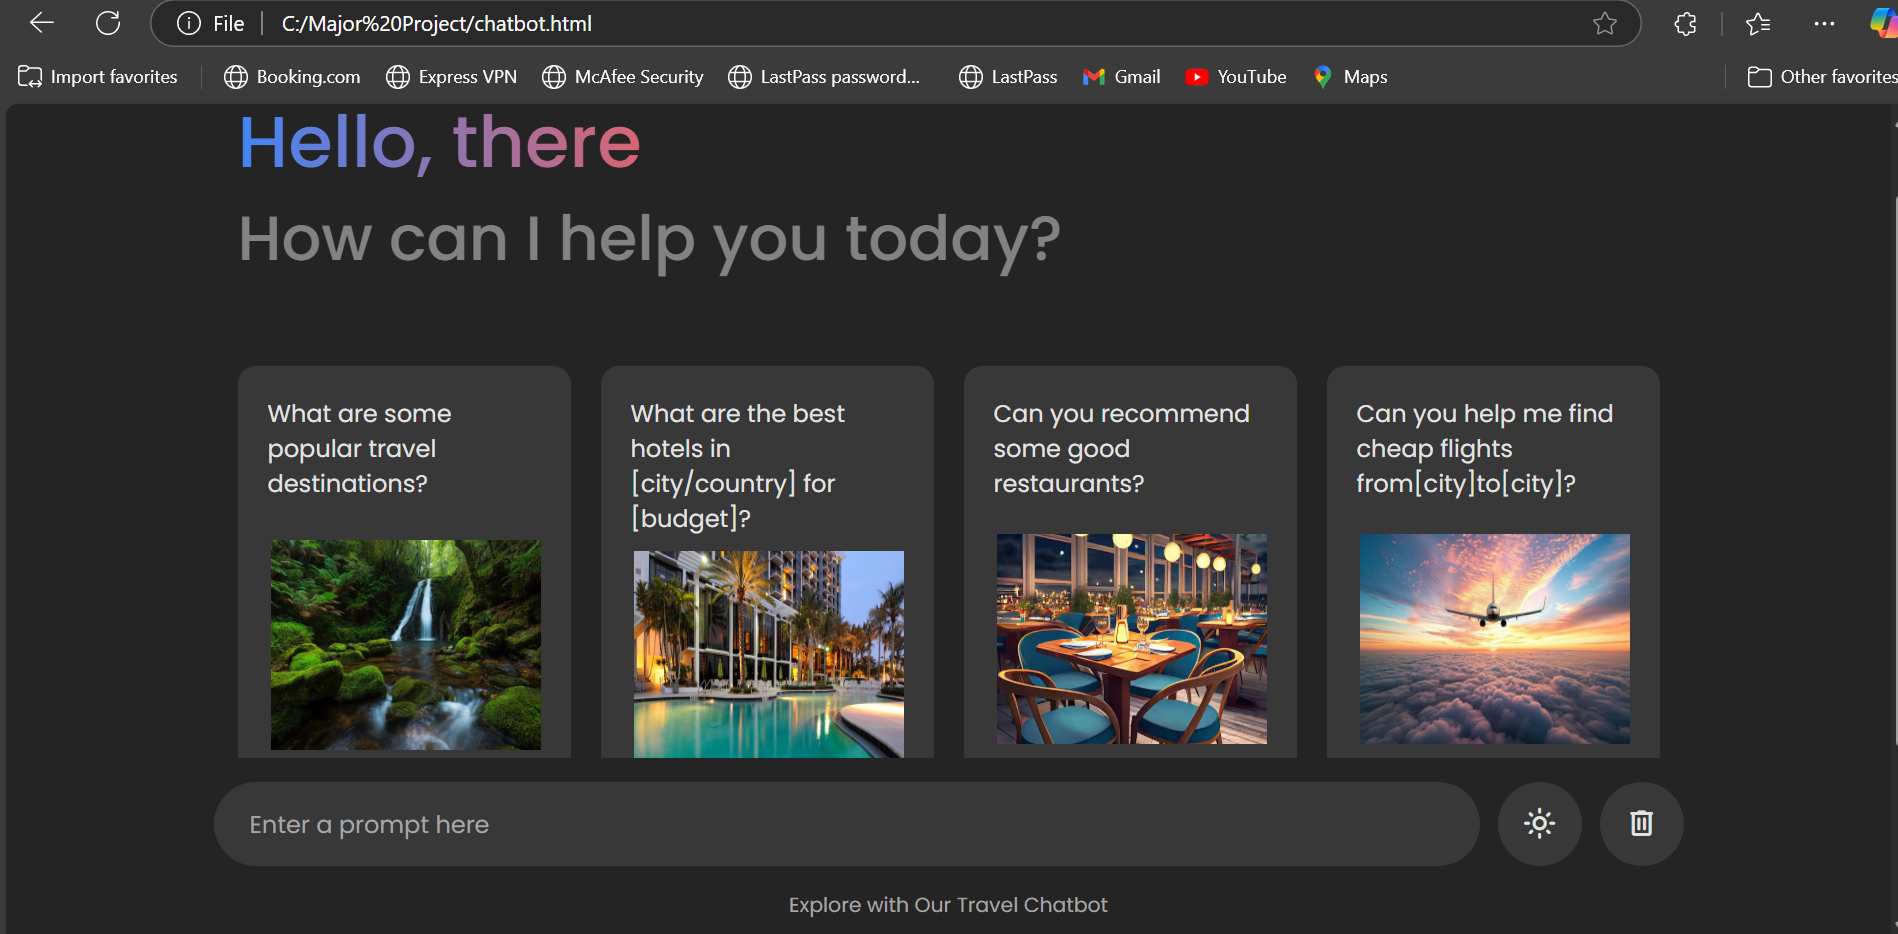 File C:/Major%20Project/chatbot.html
Import favorites Booking.com Express VPN McAfee Security LastPass password... LastPass Gmail YouTube Maps Other favorites
Hello, there
How can I help you today?
What are some
popular travel
destinations?
What are the best
hotels in
[city/country] for
[budget]?
Can you recommend
some good
restaurants?
Can you help me find
cheap flights
from[city]to[city]?
Enter a prompt here
Explore with Our Travel Chatbot